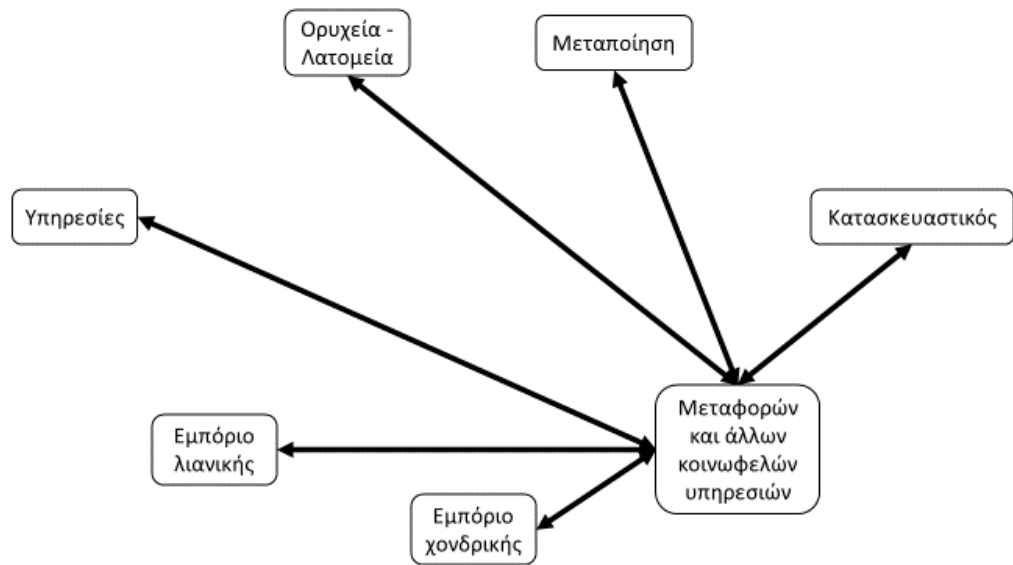 Ορυχεία -
Λατομεία
Μεταποίηση
Υπηρεσίες
Κατασκευαστικός
Μεταφορών
και άλλων
κοινωφελών
υπηρεσιών
Εμπόριο
λιανικής
Εμπόριο
χονδρικής